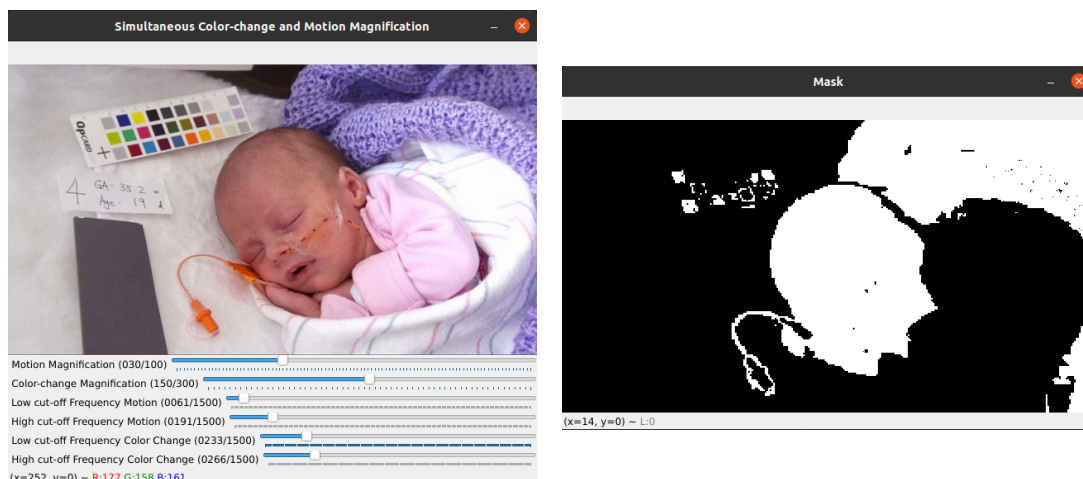 Simultaneous Color-change and Motion Magnification
Mask
QPCARD
4 GA: 35.2 w
Age: 19 d
Motion Magnification (030/100)
Color-change Magnification (150/300)
Low cut-off Frequency Motion (0061/1500)
High cut-off Frequency Motion (0191/1500)
Low cut-off Frequency Color Change (0233/1500)
High cut-off Frequency Color Change (0266/1500)
(x=252, y=0) ~ R:177 G:158 B:161
(x=14, y=0) ~ L:0